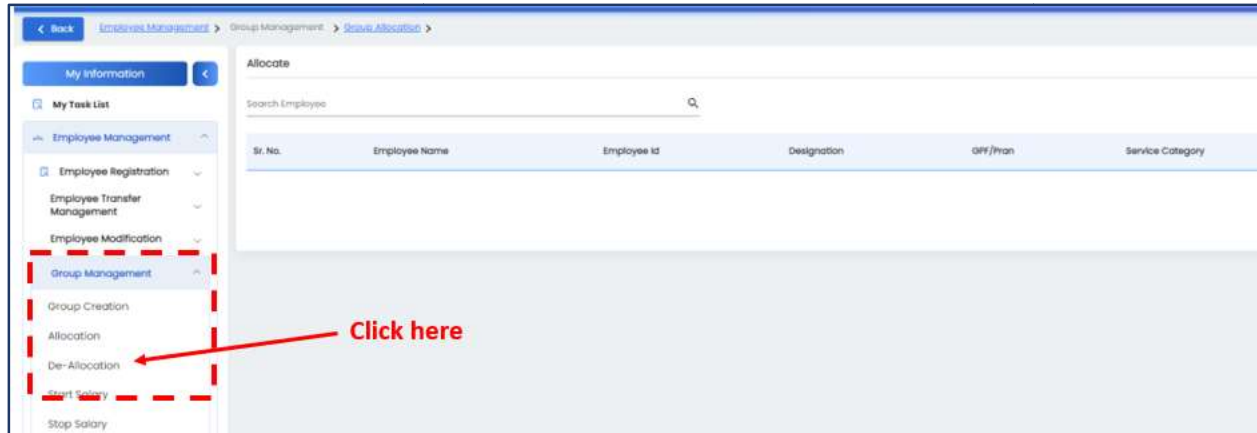 Back Employee Management > Group Management > Group Allocation >
My Information
My Task List
Employee Management
Employee Registration
Employee Transfer
Management
Employee Modification
Group Management
Group Creation
Allocation
De-Allocation
Start Salary
Stop Salary
Allocate
Search Employee
Sr. No. Employee Name Employee Id Designation GPF/Pran Service Category
Click here